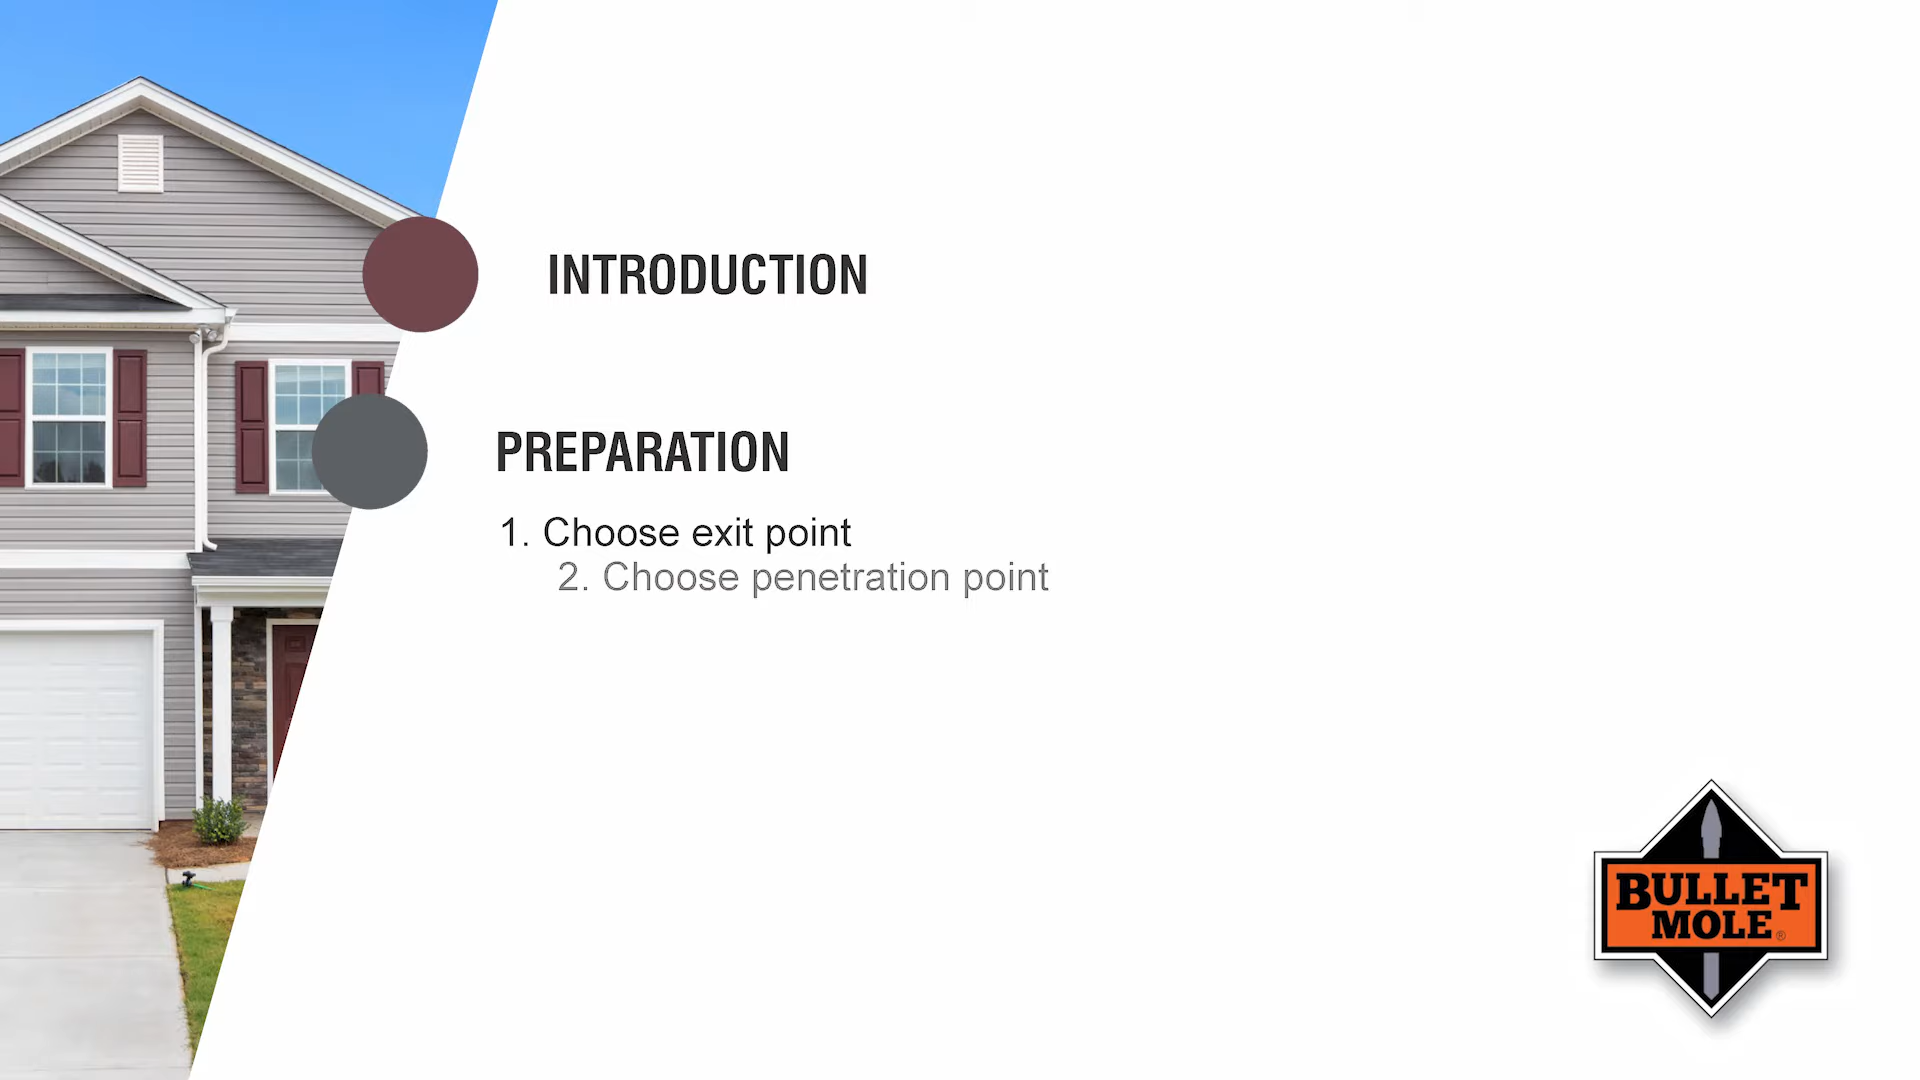 INTRODUCTION
PREPARATION
1. Choose exit point
2. Choose penetration point
BULLET
MOLE®